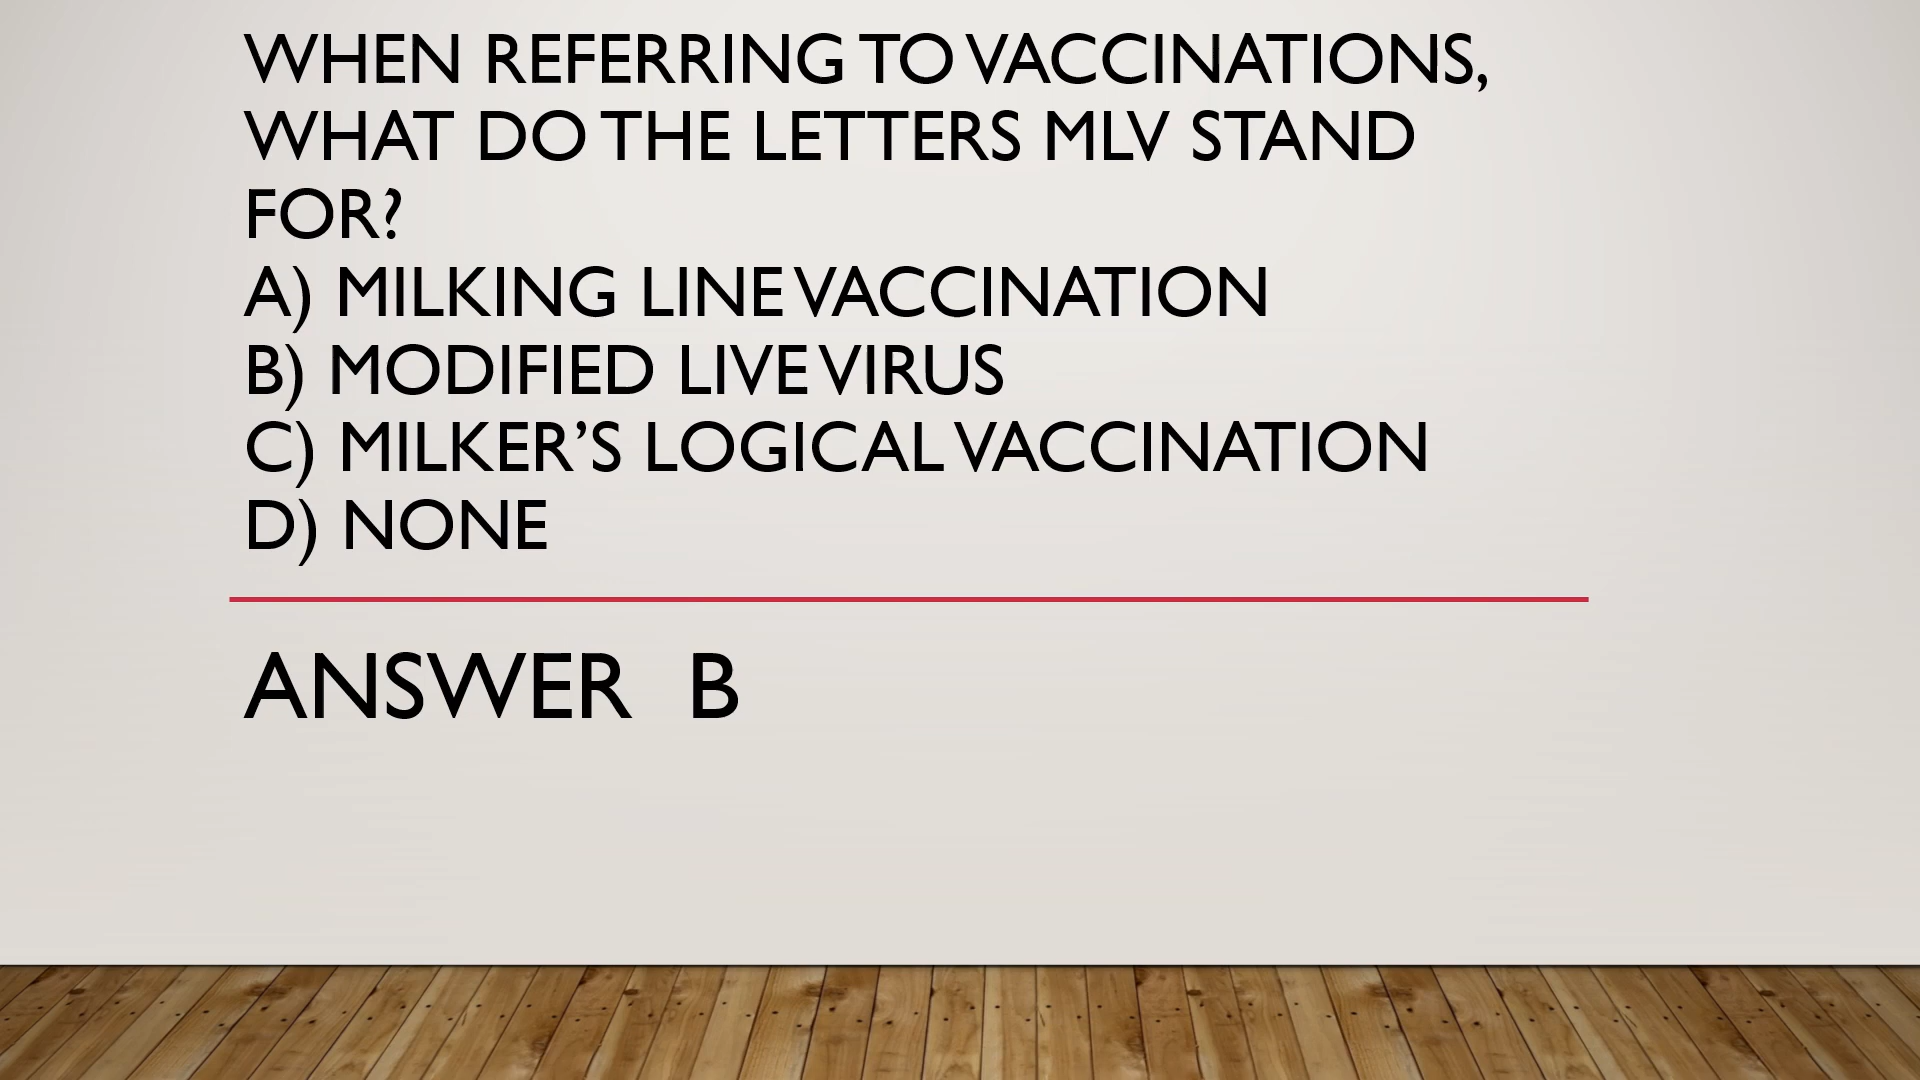 WHEN REFERRING TO VACCINATIONS,
WHAT DO THE LETTERS MLV STAND
FOR?
A) MILKING LINE VACCINATION
B) MODIFIED LIVE VIRUS
C) MILKER’S LOGICAL VACCINATION
D) NONE
ANSWER  B